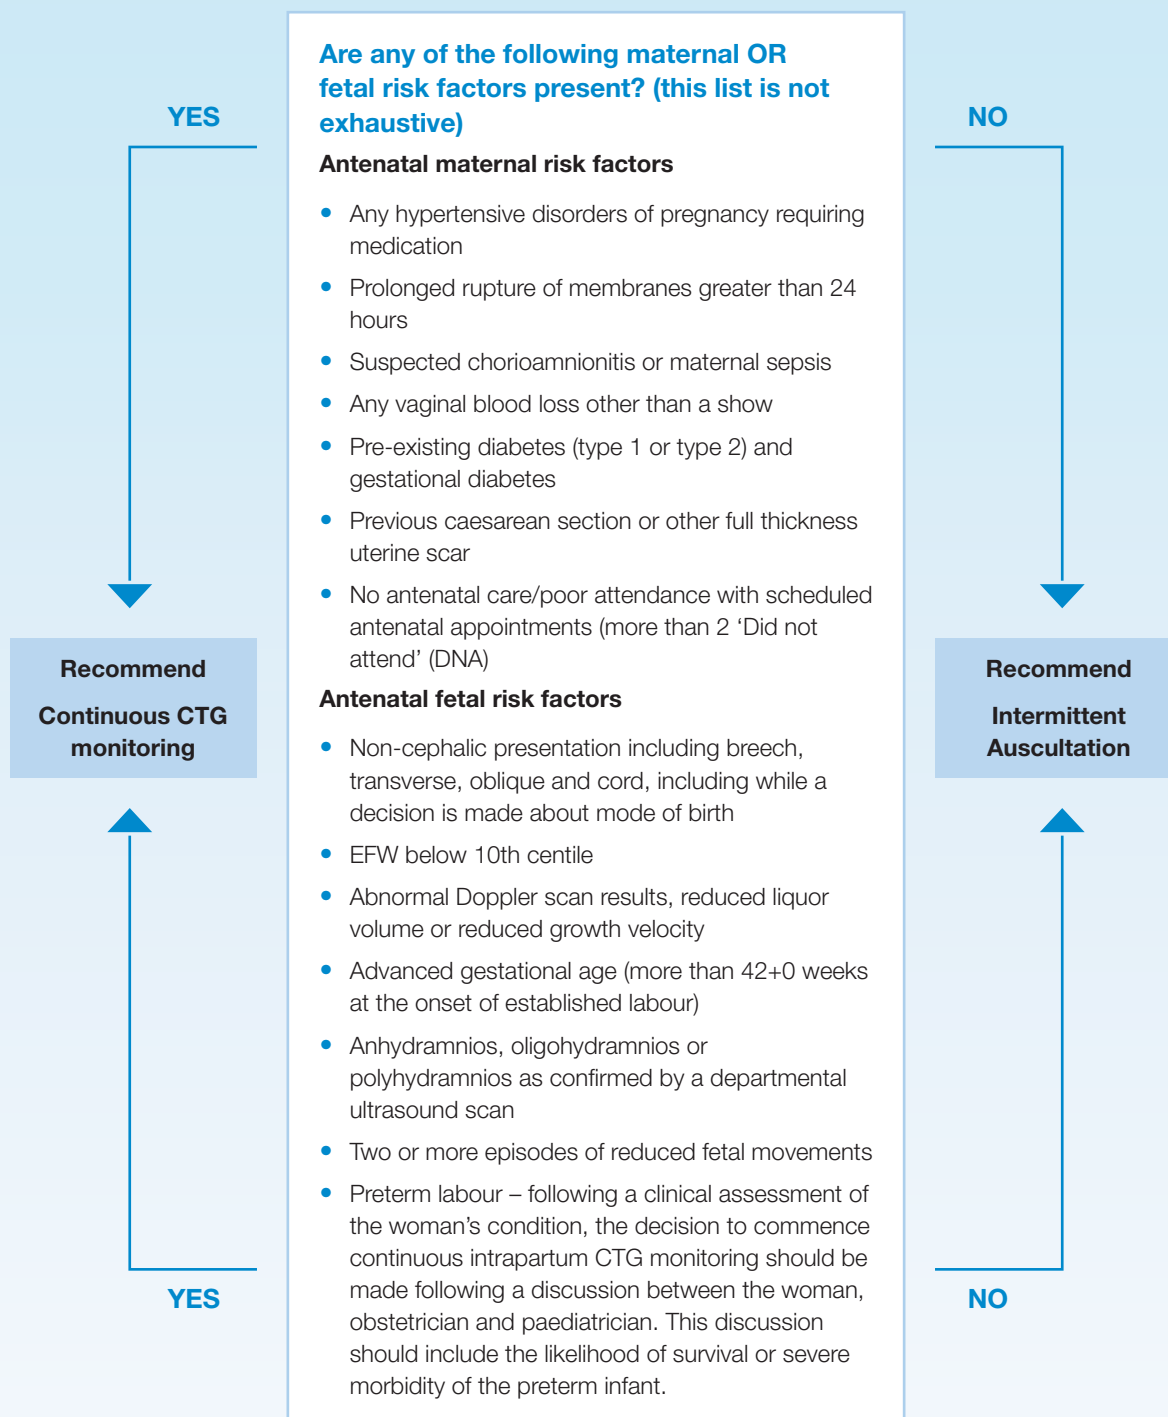 Are any of the following maternal OR
fetal risk factors present? (this list is not
exhaustive)
YES
NO
Antenatal maternal risk factors
• Any hypertensive disorders of pregnancy requiring
medication
• Prolonged rupture of membranes greater than 24
hours
• Suspected chorioamnionitis or maternal sepsis
• Any vaginal blood loss other than a show
• Pre-existing diabetes (type 1 or type 2) and
gestational diabetes
• Previous caesarean section or other full thickness
uterine scar
• No antenatal care/poor attendance with scheduled
antenatal appointments (more than 2 ‘Did not
attend’ (DNA)
Recommend
Continuous CTG
monitoring
Recommend
Intermittent
Auscultation
Antenatal fetal risk factors
• Non-cephalic presentation including breech,
transverse, oblique and cord, including while a
decision is made about mode of birth
• EFW below 10th centile
• Abnormal Doppler scan results, reduced liquor
volume or reduced growth velocity
• Advanced gestational age (more than 42+0 weeks
at the onset of established labour)
• Anhydramnios, oligohydramnios or
polyhydramnios as confirmed by a departmental
ultrasound scan
• Two or more episodes of reduced fetal movements
• Preterm labour – following a clinical assessment of
the woman’s condition, the decision to commence
continuous intrapartum CTG monitoring should be
made following a discussion between the woman,
obstetrician and paediatrician. This discussion
should include the likelihood of survival or severe
morbidity of the preterm infant.
YES
NO